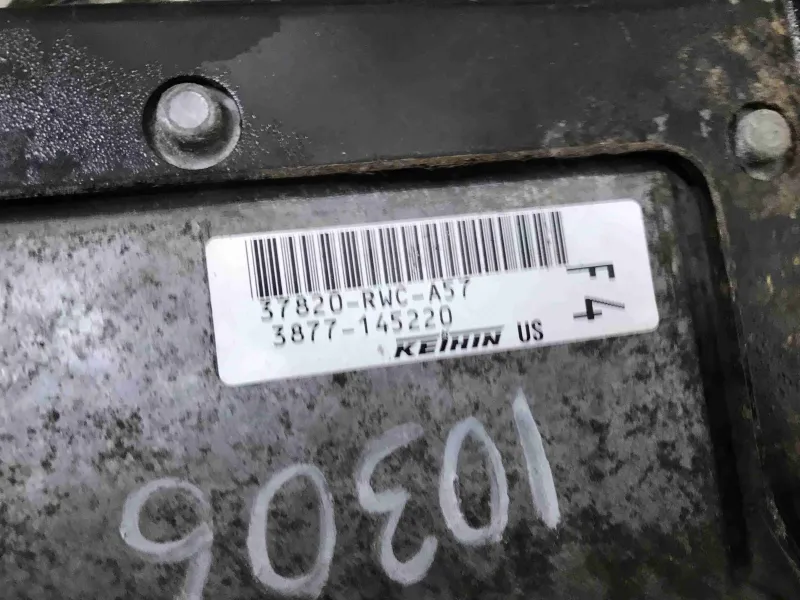 37820-RWC-A57
3877-145220
KEIHIN US
F4
10306